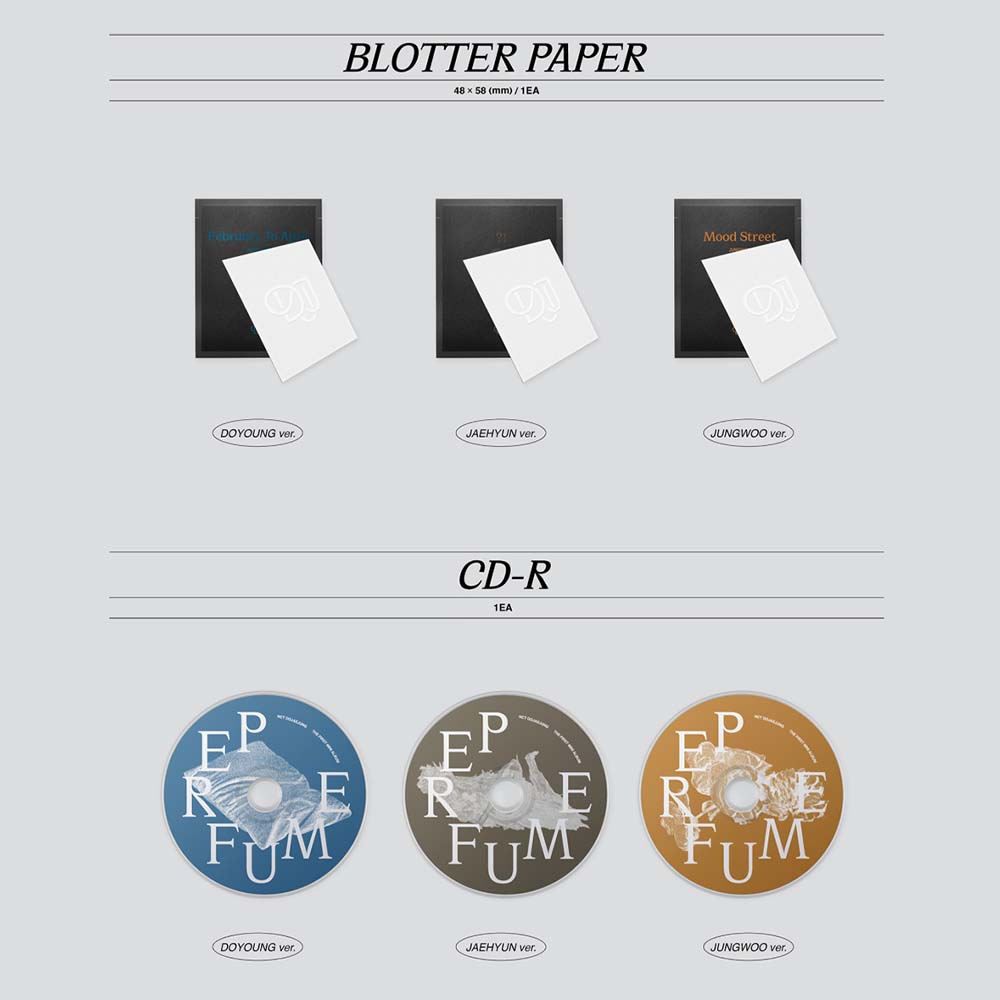 BLOTTER PAPER
48 × 58 (mm) / 1EA
February To April
?!
Mood Street
DOYOUNG ver.
JAEHYUN ver.
JUNGWOO ver.
CD-R
1EA
PERFUME
NCT DOJAEJUNG
THE FIRST MINI ALBUM
PERFUME
NCT DOJAEJUNG
THE FIRST MINI ALBUM
PERFUME
NCT DOJAEJUNG
THE FIRST MINI ALBUM
DOYOUNG ver.
JAEHYUN ver.
JUNGWOO ver.